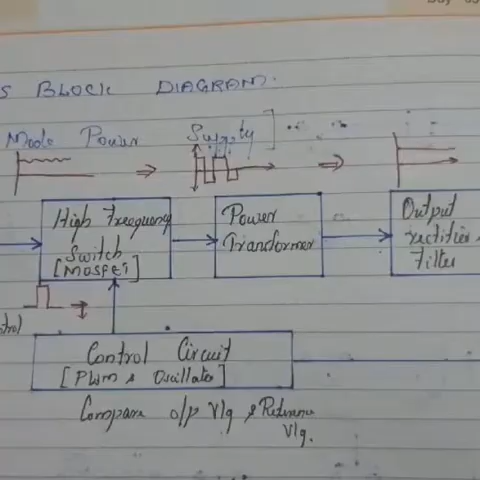 S BLOCK DIAGRAM.
Mode Power Supply]
High Frequency
Switch
[MOSFET]
Power
Transformer
Output
rectifier
Filter
Control Circuit
[PWM & Oscillator]
Compare o/p Vlg & Reference
Vlg.